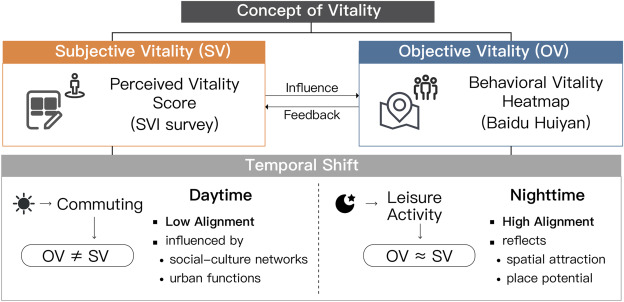 Concept of Vitality
Subjective Vitality (SV)
Perceived Vitality
Score
(SVI survey)
Influence
Feedback
Objective Vitality (OV)
Behavioral Vitality
Heatmap
(Baidu Huiyan)
Temporal Shift
Commuting
OV ≠ SV
Daytime
▪ Low Alignment
▪ influenced by
• social-culture networks
• urban functions
Leisure
Activity
OV ≈ SV
Nighttime
▪ High Alignment
▪ reflects
• spatial attraction
• place potential